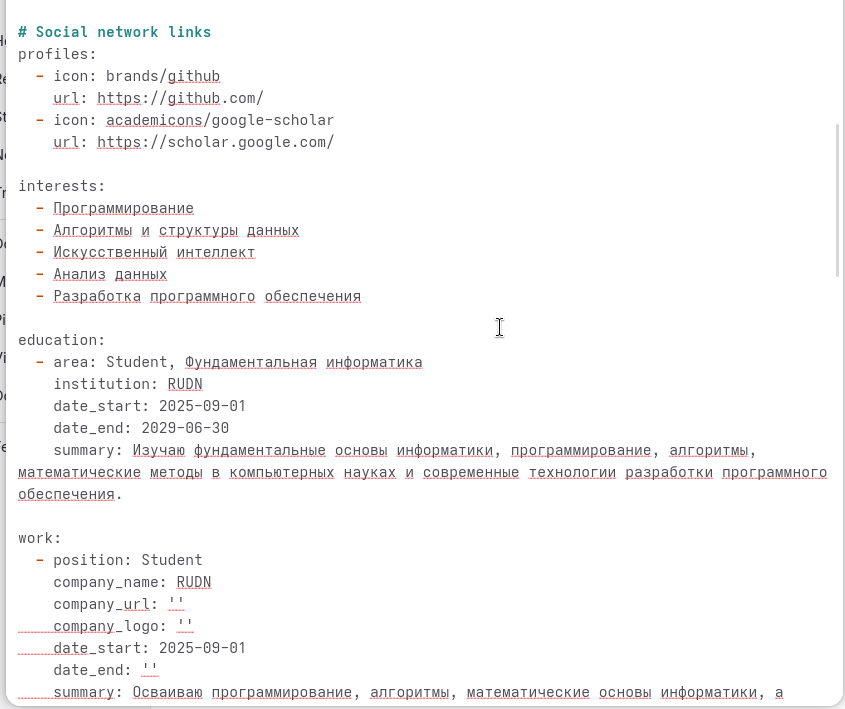 # Social network links
profiles:
  - icon: brands/github
    url: https://github.com/
  - icon: academicons/google-scholar
    url: https://scholar.google.com/
interests:
  - Программирование
  - Алгоритмы и структуры данных
  - Искусственный интеллект
  - Анализ данных
  - Разработка программного обеспечения
education:
  - area: Student, Фундаментальная информатика
    institution: RUDN
    date_start: 2025-09-01
    date_end: 2029-06-30
    summary: Изучаю фундаментальные основы информатики, программирование, алгоритмы,
математические методы в компьютерных науках и современные технологии разработки программного
обеспечения.
work:
  - position: Student
    company_name: RUDN
    company_url: ''
    company_logo: ''
    date_start: 2025-09-01
    date_end: ''
    summary: Осваиваю программирование, алгоритмы, математические основы информатики, а